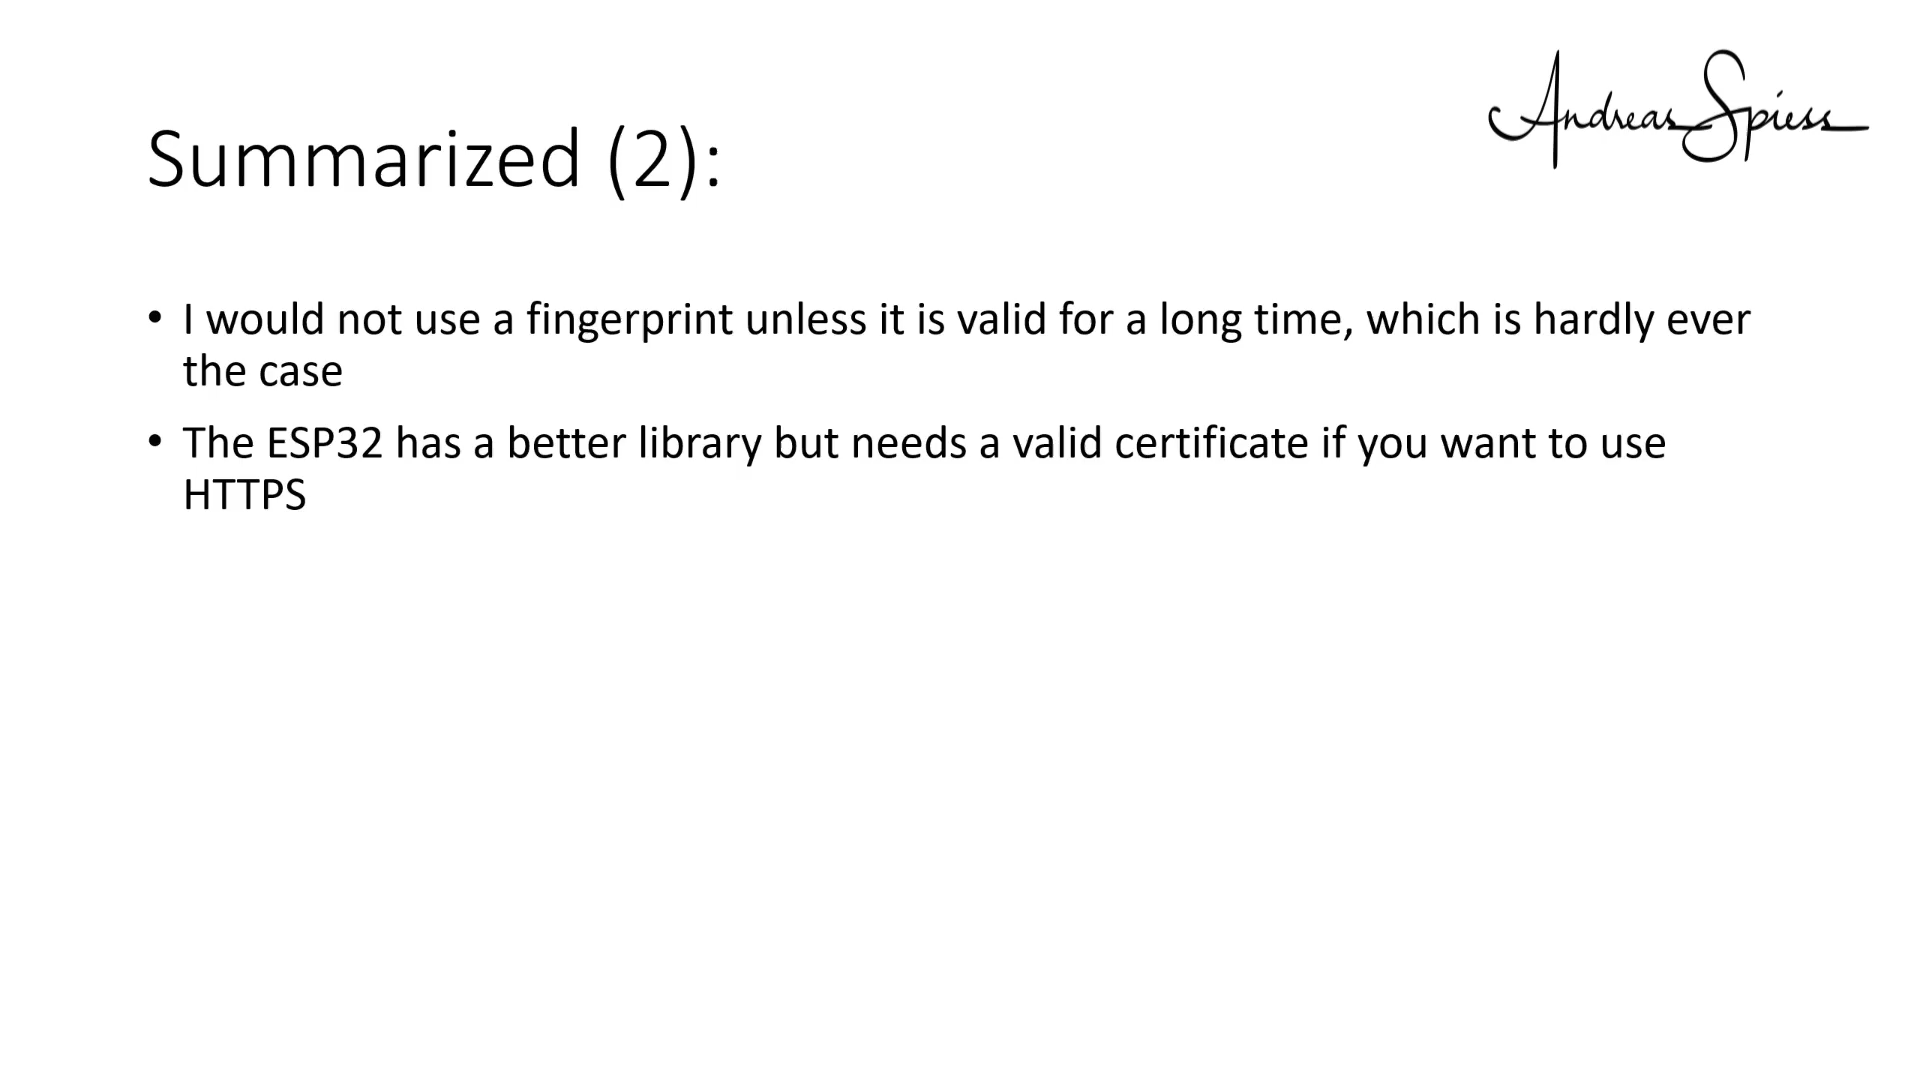 Andreas Spiess
Summarized (2):
• I would not use a fingerprint unless it is valid for a long time, which is hardly ever
the case
• The ESP32 has a better library but needs a valid certificate if you want to use
HTTPS